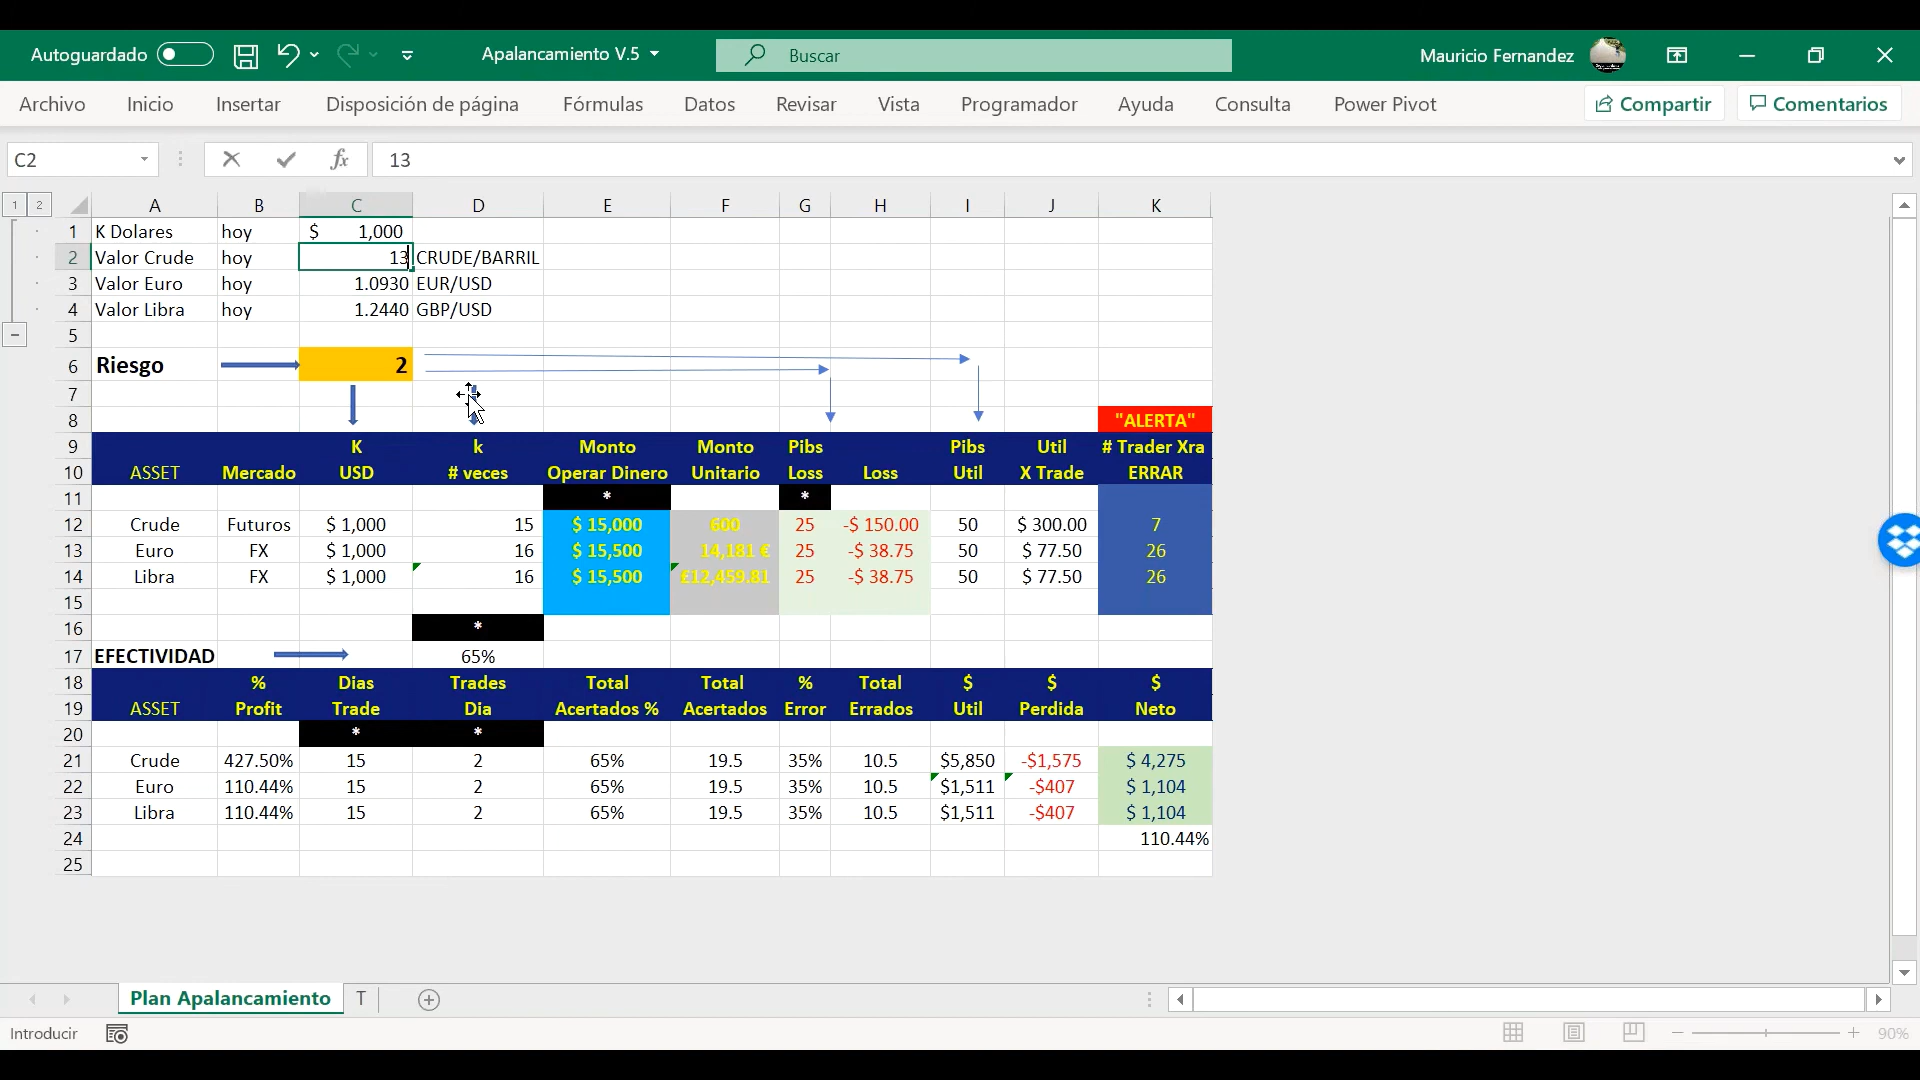 Autoguardado Apalancamiento V.5 Buscar Mauricio Fernandez
Archivo Inicio Insertar Disposición de página Fórmulas Datos Revisar Vista Programador Ayuda Consulta Power Pivot Compartir Comentarios
C2 fx 13
1 2 A B C D E F G H I J K
1 K Dolares hoy $ 1,000
2 Valor Crude hoy 13 CRUDE/BARRIL
3 Valor Euro hoy 1.0930 EUR/USD
4 Valor Libra hoy 1.2440 GBP/USD
5
6 Riesgo 2
7
8 "ALERTA"
9 K k Monto Monto Pibs Pibs Util # Trader Xra
10 ASSET Mercado USD # veces Operar Dinero Unitario Loss Loss Util X Trade ERRAR
11 * *
12 Crude Futuros $ 1,000 15 $ 15,000 600 25 -$ 150.00 50 $ 300.00 7
13 Euro FX $ 1,000 16 $ 15,500 14,181 € 25 -$ 38.75 50 $ 77.50 26
14 Libra FX $ 1,000 16 $ 15,500 £12,459.81 25 -$ 38.75 50 $ 77.50 26
15
16 *
17 EFECTIVIDAD 65%
18 % Dias Trades Total Total % Total $ $ $
19 ASSET Profit Trade Dia Acertados % Acertados Error Errados Util Perdida Neto
20 * *
21 Crude 427.50% 15 2 65% 19.5 35% 10.5 $5,850 -$1,575 $ 4,275
22 Euro 110.44% 15 2 65% 19.5 35% 10.5 $1,511 -$407 $ 1,104
23 Libra 110.44% 15 2 65% 19.5 35% 10.5 $1,511 -$407 $ 1,104
24 110.44%
25
Plan Apalancamiento T
Introducir 90%